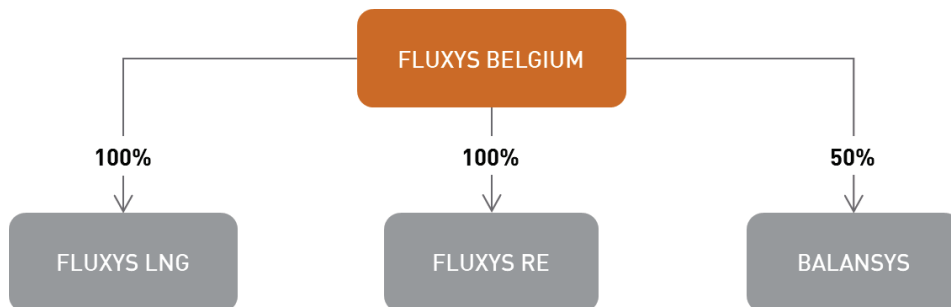 FLUXYS BELGIUM
100%
100%
50%
FLUXYS LNG
FLUXYS RE
BALANSYS